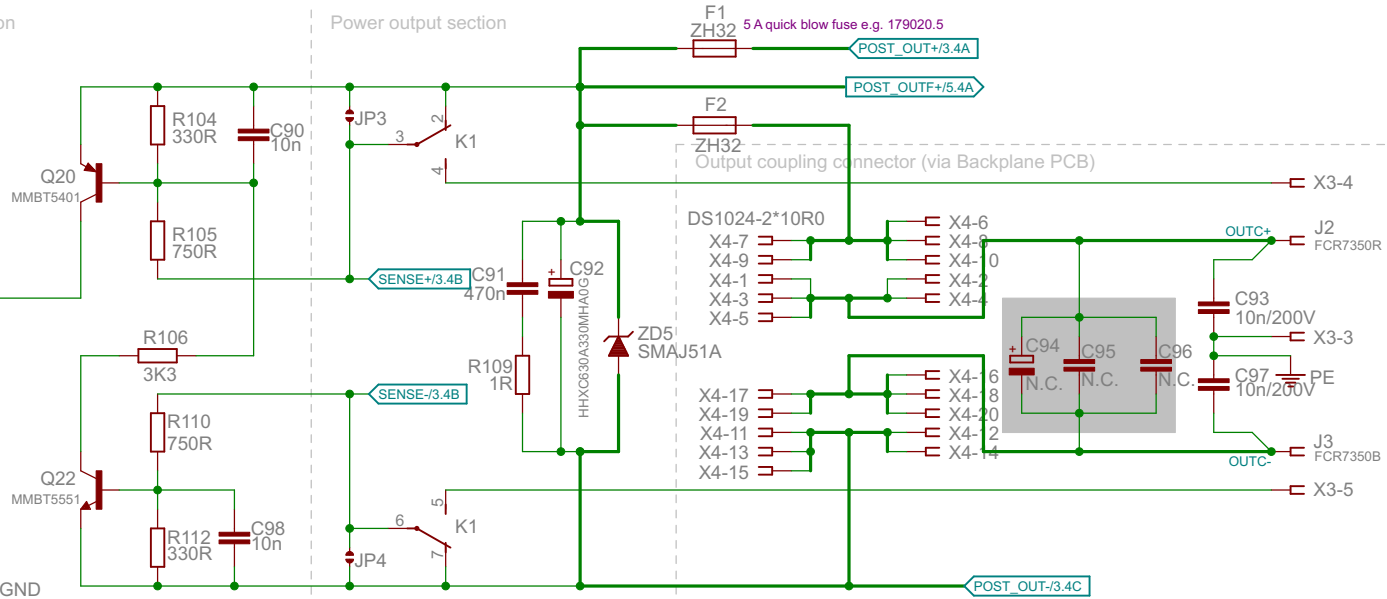 on
Power output section
F1
ZH32
5 A quick blow fuse e.g. 179020.5
POST_OUT+/3.4A
POST_OUTF+/5.4A
F2
ZH32
Output coupling connector (via Backplane PCB)
R104
330R
C90
10n
JP3
3
2
K1
4
Q20
MMBT5401
X3-4
R105
750R
DS1024-2*10R0
X4-7
X4-9
X4-1
X4-3
X4-5
X4-6
X4-8
X4-10
X4-2
X4-4
OUTC+
J2
FCR7350R
SENSE+/3.4B
C91
470n
+
C92
HHXC630A330MHA0G
C93
10n/200V
X3-3
R106
3K3
ZD5
SMAJ51A
+
C94
N.C.
C95
N.C.
C96
N.C.
C97
10n/200V
PE
R109
1R
SENSE-/3.4B
X4-17
X4-19
X4-11
X4-13
X4-15
X4-16
X4-18
X4-20
X4-12
X4-14
R110
750R
J3
FCR7350B
OUTC-
Q22
MMBT5551
X3-5
5
6
K1
7
R112
330R
C98
10n
JP4
GND
POST_OUT-/3.4C